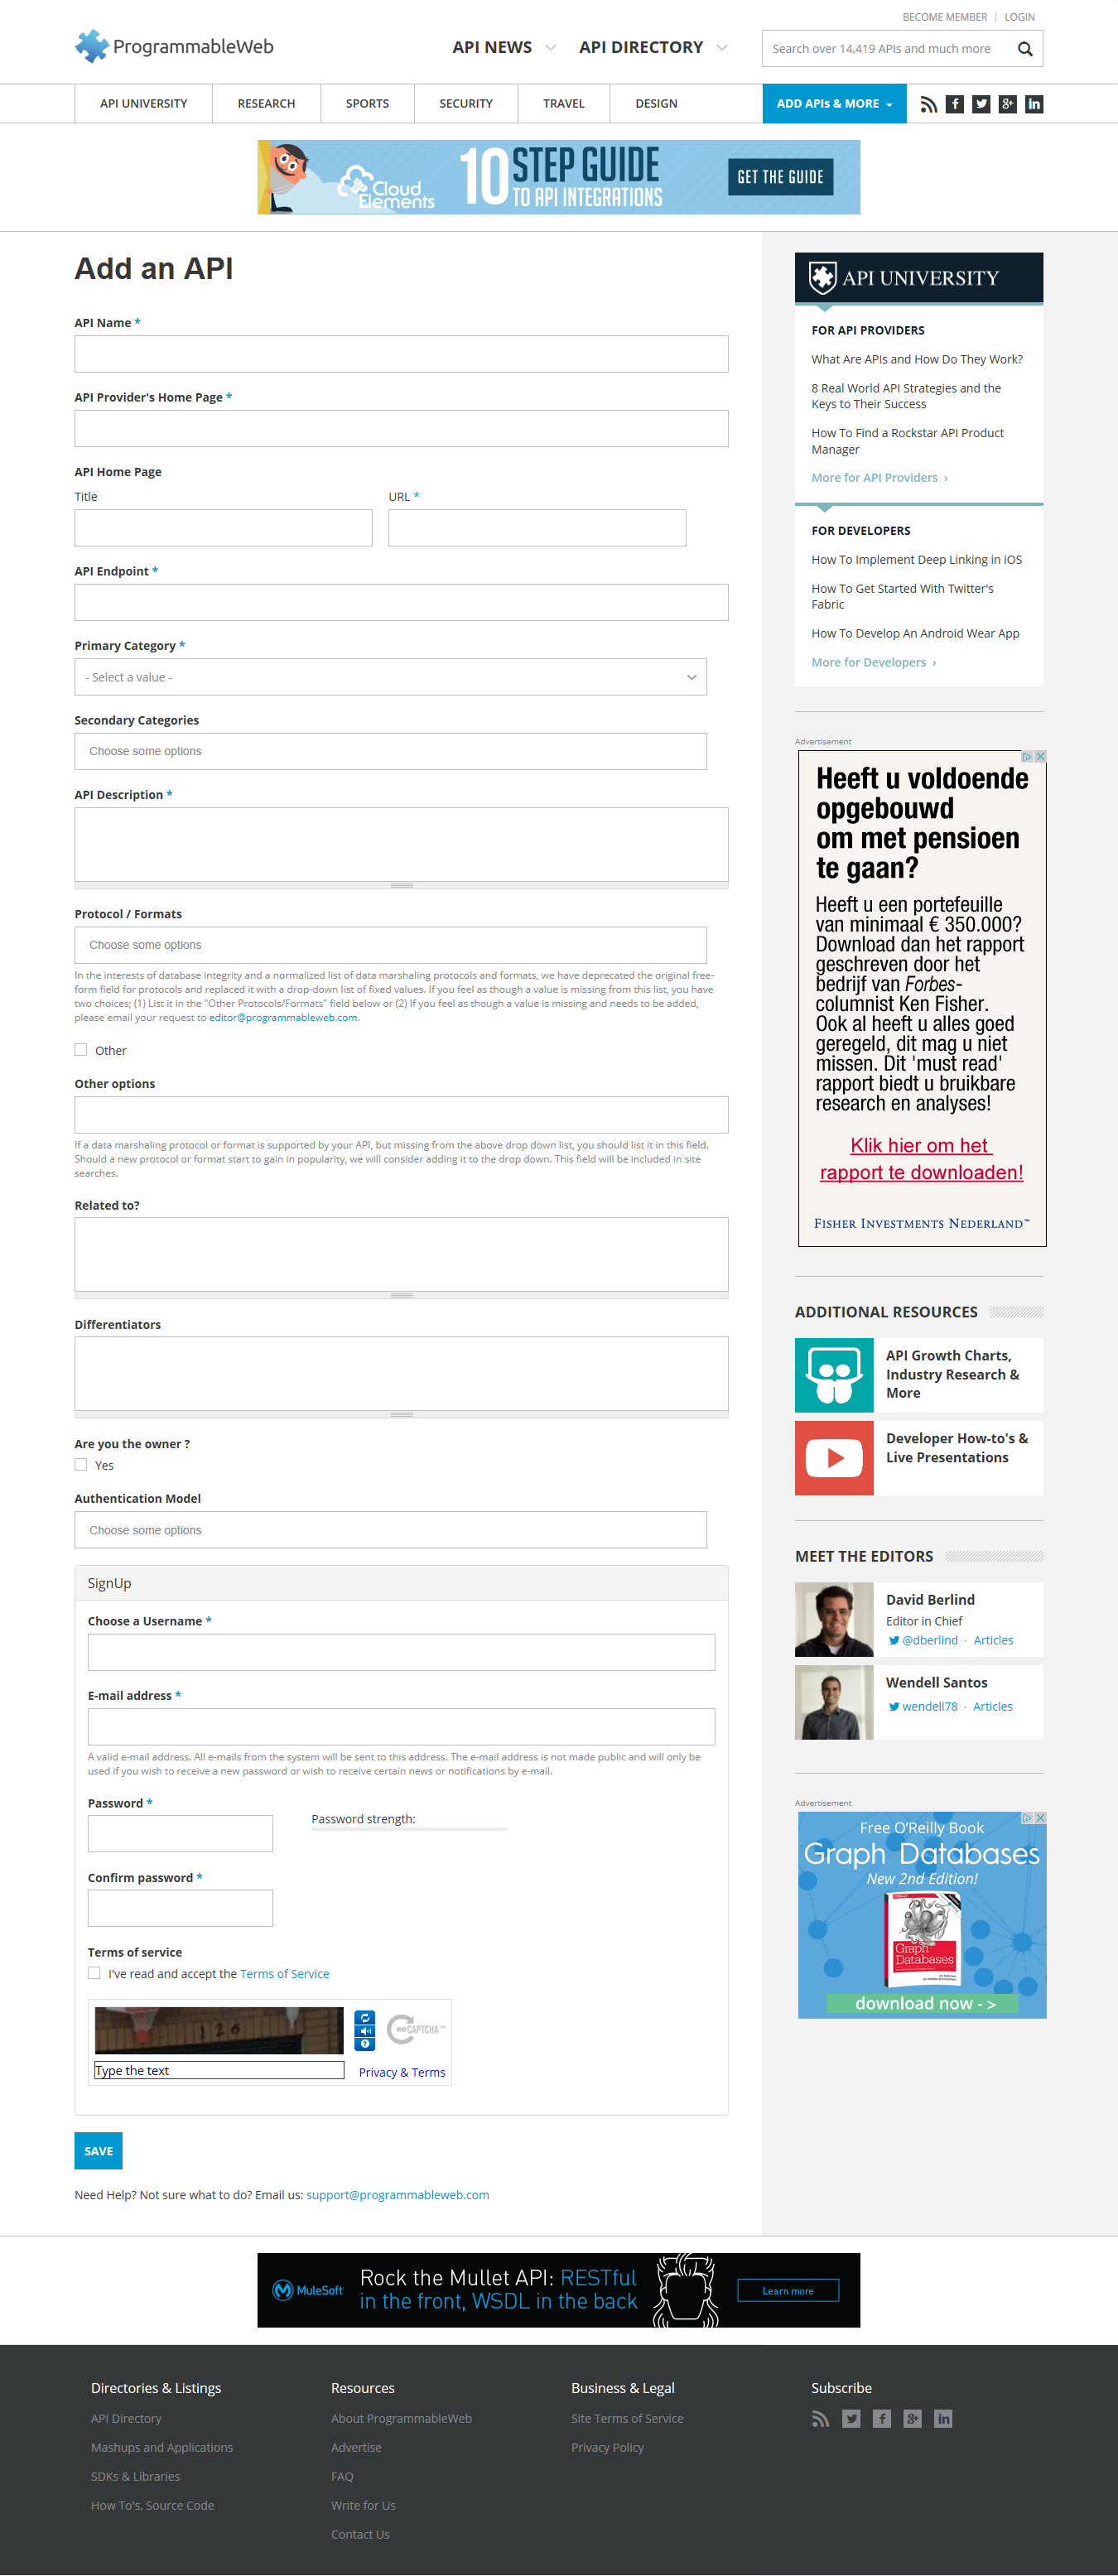 BECOME MEMBER | LOGIN
ProgrammableWeb
API NEWS
API DIRECTORY
Search over 14,419 APIs and much more
API UNIVERSITY
RESEARCH
SPORTS
SECURITY
TRAVEL
DESIGN
ADD APIs & MORE
Cloud Elements
10 STEP GUIDE
TO API INTEGRATIONS
GET THE GUIDE
Add an API
API Name *
API Provider's Home Page *
API Home Page
Title
URL *
API Endpoint *
Primary Category *
- Select a value -
Secondary Categories
Choose some options
API Description *
Protocol / Formats
Choose some options
In the interests of database integrity and a normalized list of data marshaling protocols and formats, we have deprecated the original free-
form field for protocols and replaced it with a drop-down list of fixed values. If you feel as though a value is missing from this list, you have
two choices; (1) List it in the "Other Protocols/Formats" field below or (2) If you feel as though a value is missing and needs to be added,
please email your request to editor@programmableweb.com.
Other
Other options
If a data marshaling protocol or format is supported by your API, but missing from the above drop down list, you should list it in this field.
Should a new protocol or format start to gain in popularity, we will consider adding it to the drop down. This field will be included in site
searches.
Related to?
Differentiators
Are you the owner ?
Yes
Authentication Model
Choose some options
SignUp
Choose a Username *
E-mail address *
A valid e-mail address. All e-mails from the system will be sent to this address. The e-mail address is not made public and will only be
used if you wish to receive a new password or wish to receive certain news or notifications by e-mail.
Password *
Password strength:
Confirm password *
Terms of service
I've read and accept the Terms of Service
126
reCAPTCHA™
Type the text
Privacy & Terms
SAVE
Need Help? Not sure what to do? Email us: support@programmableweb.com
API UNIVERSITY
FOR API PROVIDERS
What Are APIs and How Do They Work?
8 Real World API Strategies and the
Keys to Their Success
How To Find a Rockstar API Product
Manager
More for API Providers ›
FOR DEVELOPERS
How To Implement Deep Linking in iOS
How To Get Started With Twitter's
Fabric
How To Develop An Android Wear App
More for Developers ›
Advertisement
Heeft u voldoende
opgebouwd
om met pensioen
te gaan?
Heeft u een portefeuille
van minimaal € 350.000?
Download dan het rapport
geschreven door het
bedrijf van Forbes-
columnist Ken Fisher.
Ook al heeft u alles goed
geregeld, dit mag u niet
missen. Dit 'must read'
rapport biedt u bruikbare
research en analyses!
Klik hier om het
rapport te downloaden!
FISHER INVESTMENTS NEDERLAND™
ADDITIONAL RESOURCES
API Growth Charts,
Industry Research &
More
Developer How-to's &
Live Presentations
MEET THE EDITORS
David Berlind
Editor in Chief
@dberlind · Articles
Wendell Santos
wendell78 · Articles
Advertisement
Free O'Reilly Book
Graph Databases
New 2nd Edition!
Graph
Databases
download now - >
MuleSoft
Rock the Mullet API: RESTful
in the front, WSDL in the back
Learn more
Directories & Listings
API Directory
Mashups and Applications
SDKs & Libraries
How To's, Source Code
Resources
About ProgrammableWeb
Advertise
FAQ
Write for Us
Contact Us
Business & Legal
Site Terms of Service
Privacy Policy
Subscribe